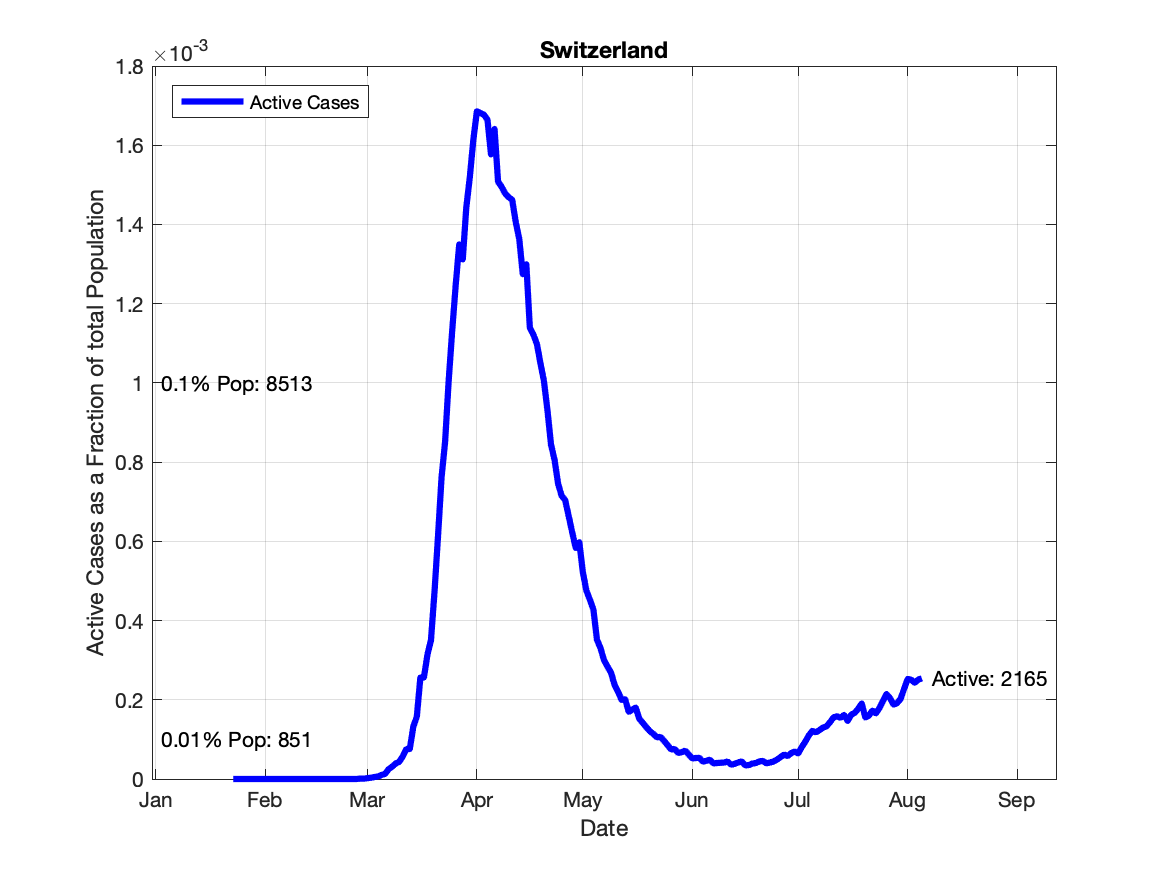 ×10-3
Switzerland
1.8
Active Cases
1.6
1.4
1.2
1
0.1% Pop: 8513
0.8
0.6
0.4
0.2
Active: 2165
0.01% Pop: 851
0
Jan Feb Mar Apr May Jun Jul Aug Sep
Date
Active Cases as a Fraction of total Population